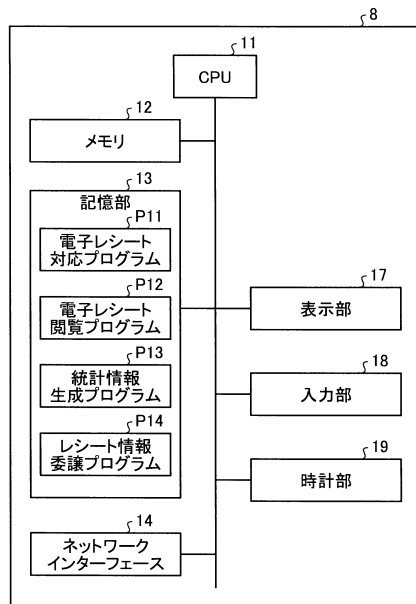 8
11
CPU
12
メモリ
13
記憶部
P11
電子レシート
対応プログラム
P12
電子レシート
閲覧プログラム
P13
統計情報
生成プログラム
P14
レシート情報
委譲プログラム
14
ネットワーク
インターフェース
17
表示部
18
入力部
19
時計部